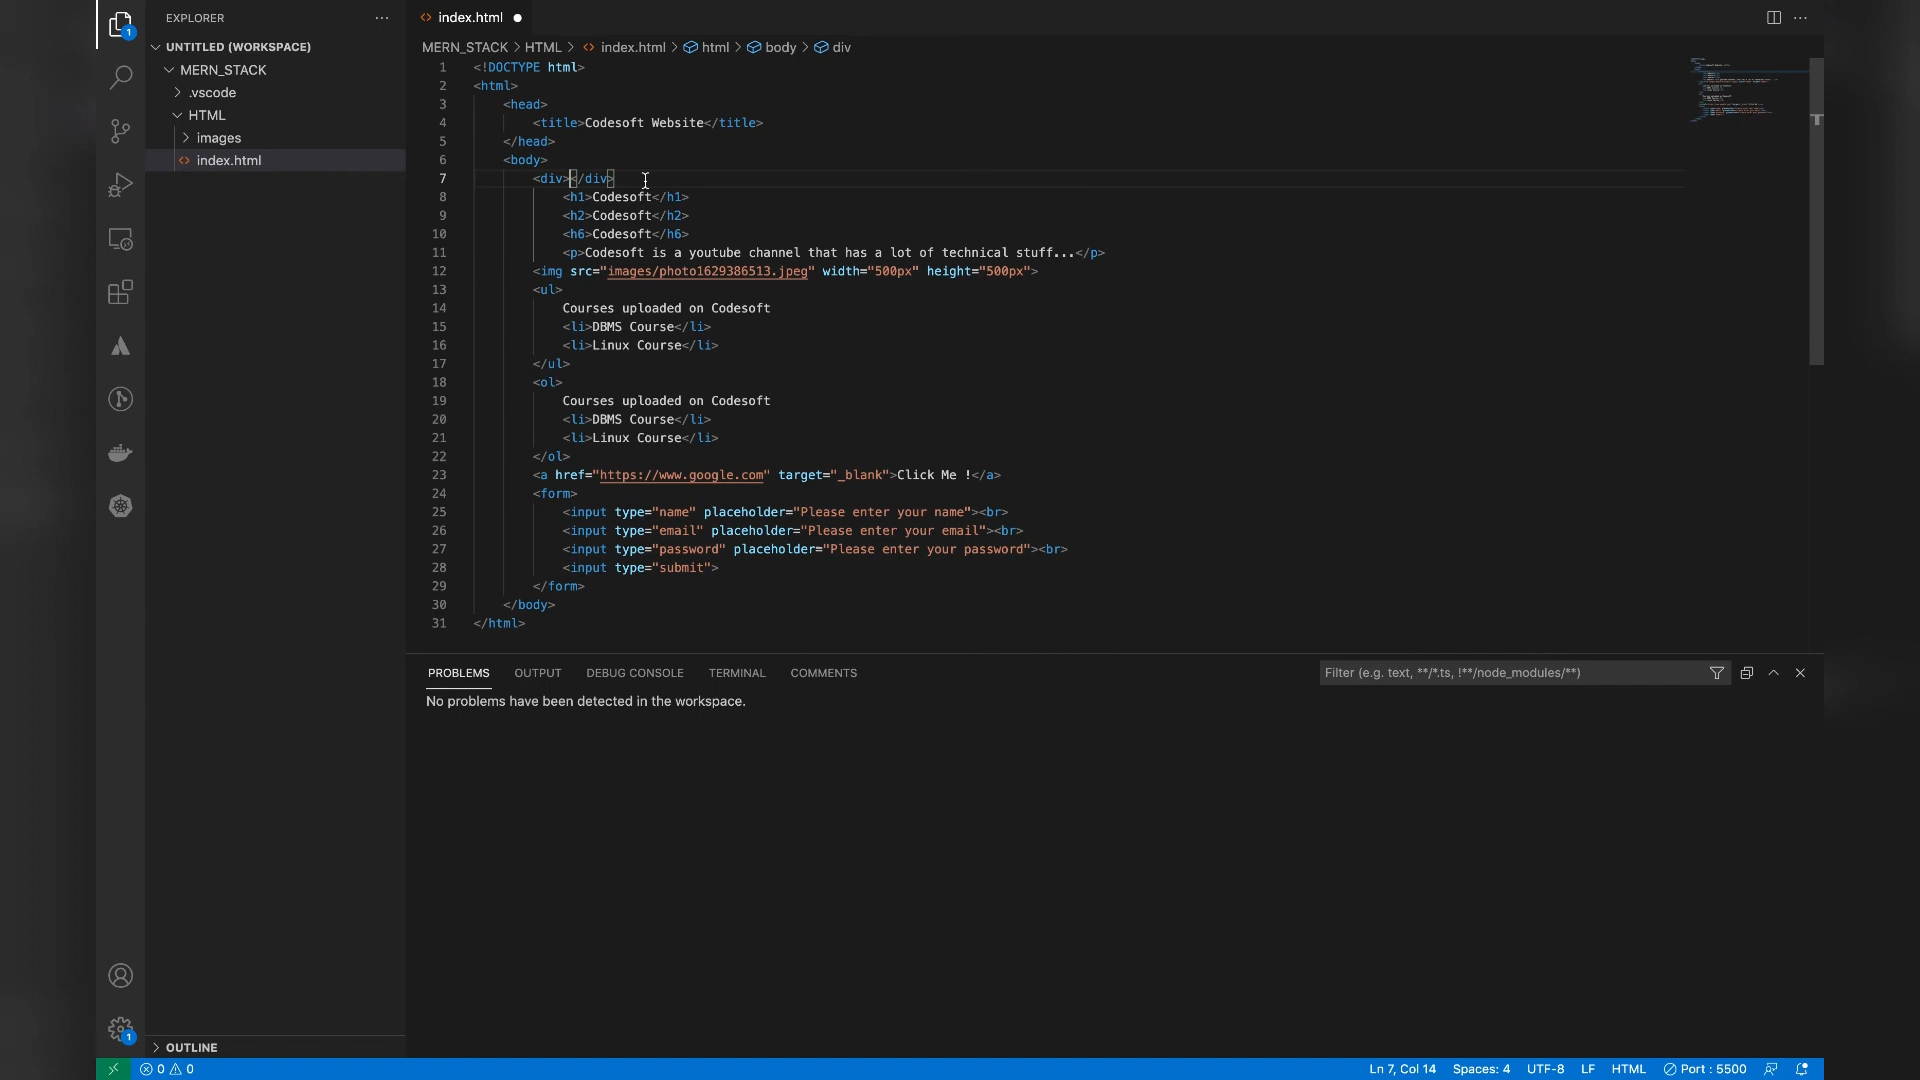 EXPLORER
UNTITLED (WORKSPACE)
MERN_STACK
.vscode
HTML
images
index.html
OUTLINE
index.html
MERN_STACK > HTML > index.html > html > body > div
1 <!DOCTYPE html>
2 <html>
3 <head>
4 <title>Codesoft Website</title>
5 </head>
6 <body>
7 <div></div>
8 <h1>Codesoft</h1>
9 <h2>Codesoft</h2>
10 <h6>Codesoft</h6>
11 <p>Codesoft is a youtube channel that has a lot of technical stuff...</p>
12 <img src="images/photo1629386513.jpeg" width="500px" height="500px">
13 <ul>
14 Courses uploaded on Codesoft
15 <li>DBMS Course</li>
16 <li>Linux Course</li>
17 </ul>
18 <ol>
19 Courses uploaded on Codesoft
20 <li>DBMS Course</li>
21 <li>Linux Course</li>
22 </ol>
23 <a href="https://www.google.com" target="_blank">Click Me !</a>
24 <form>
25 <input type="name" placeholder="Please enter your name"><br>
26 <input type="email" placeholder="Please enter your email"><br>
27 <input type="password" placeholder="Please enter your password"><br>
28 <input type="submit">
29 </form>
30 </body>
31 </html>
PROBLEMS OUTPUT DEBUG CONSOLE TERMINAL COMMENTS Filter (e.g. text, **/*.ts, !**/node_modules/**)
No problems have been detected in the workspace.
1
1
0 0 Ln 7, Col 14 Spaces: 4 UTF-8 LF HTML Port : 5500